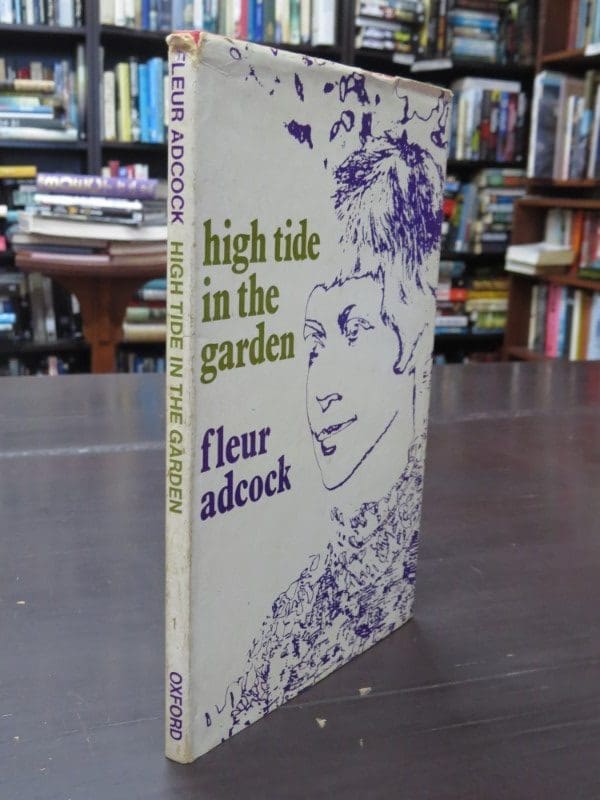 FLEUR ADCOCK HIGH TIDE IN THE GARDEN OXFORD
high tide
in the
garden
fleur
adcock